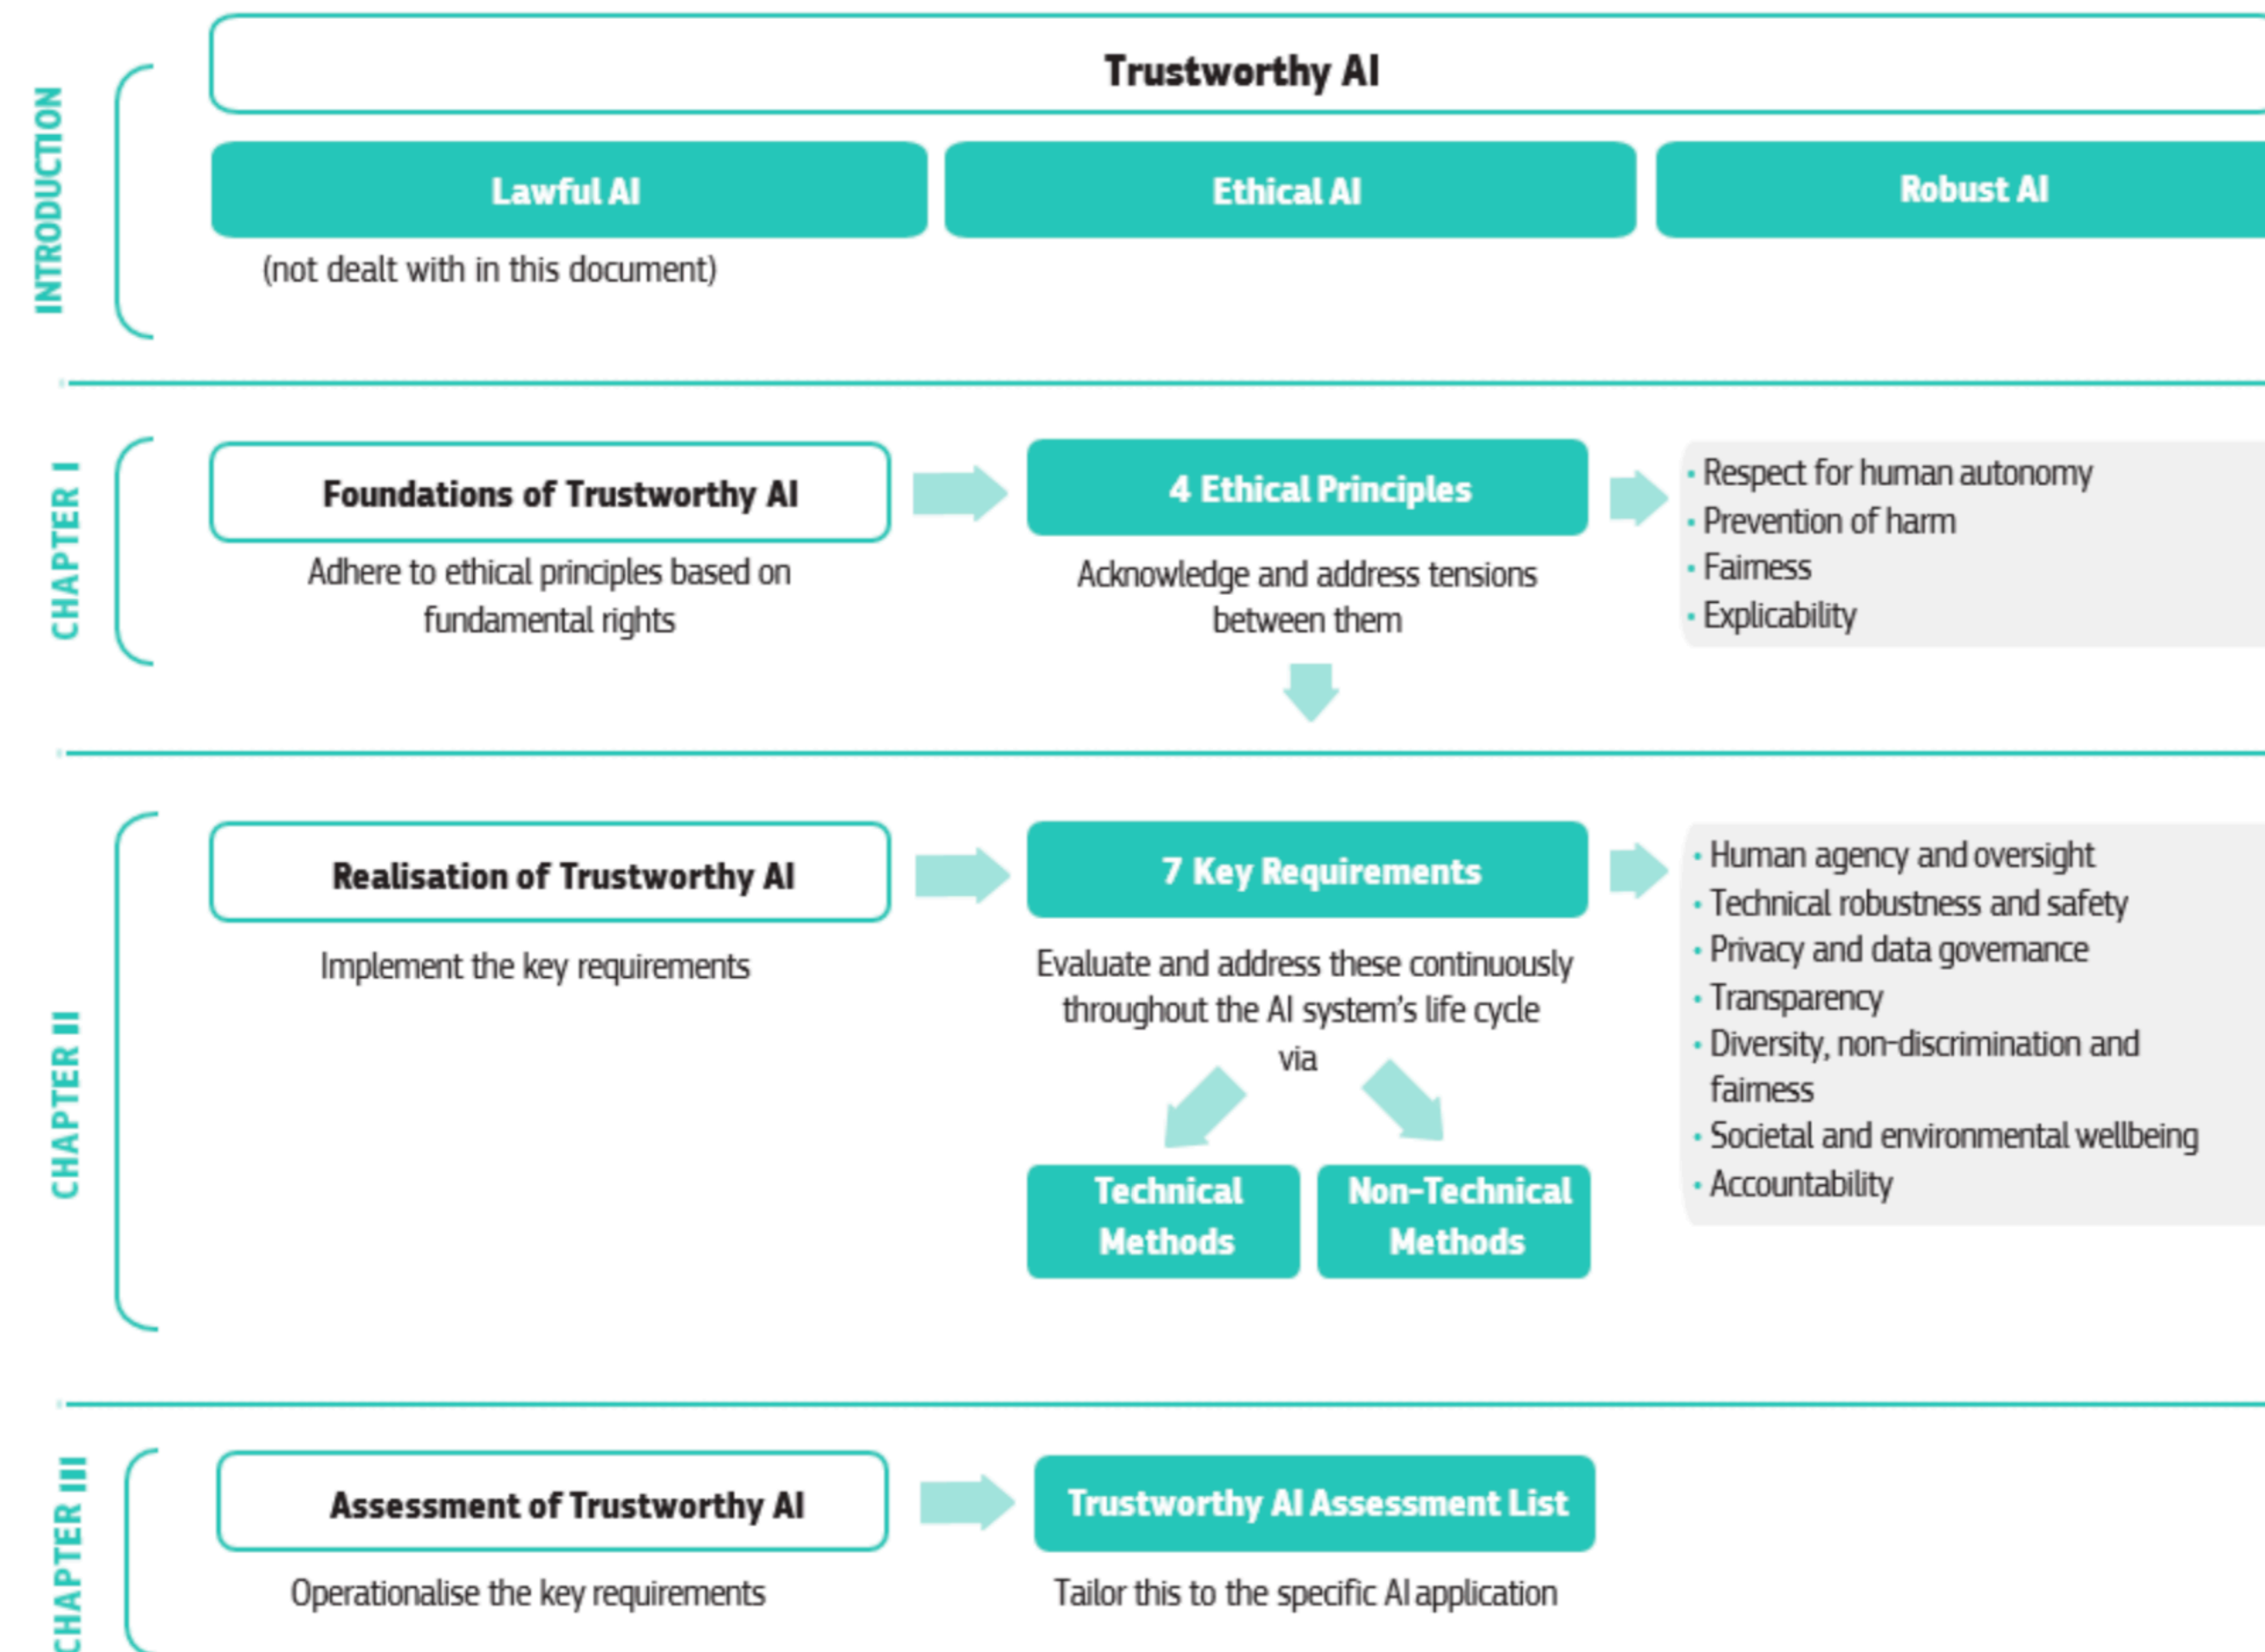 INTRODUCTION
Trustworthy AI
Lawful AI
Ethical AI
Robust AI
(not dealt with in this document)
CHAPTER I
Foundations of Trustworthy AI
Adhere to ethical principles based on
fundamental rights
4 Ethical Principles
Acknowledge and address tensions
between them
• Respect for human autonomy
• Prevention of harm
• Fairness
• Explicability
CHAPTER II
Realisation of Trustworthy AI
Implement the key requirements
7 Key Requirements
Evaluate and address these continuously
throughout the AI system's life cycle
via
Technical
Methods
Non-Technical
Methods
• Human agency and oversight
• Technical robustness and safety
• Privacy and data governance
• Transparency
• Diversity, non-discrimination and
fairness
• Societal and environmental wellbeing
• Accountability
CHAPTER III
Assessment of Trustworthy AI
Operationalise the key requirements
Trustworthy AI Assessment List
Tailor this to the specific AI application